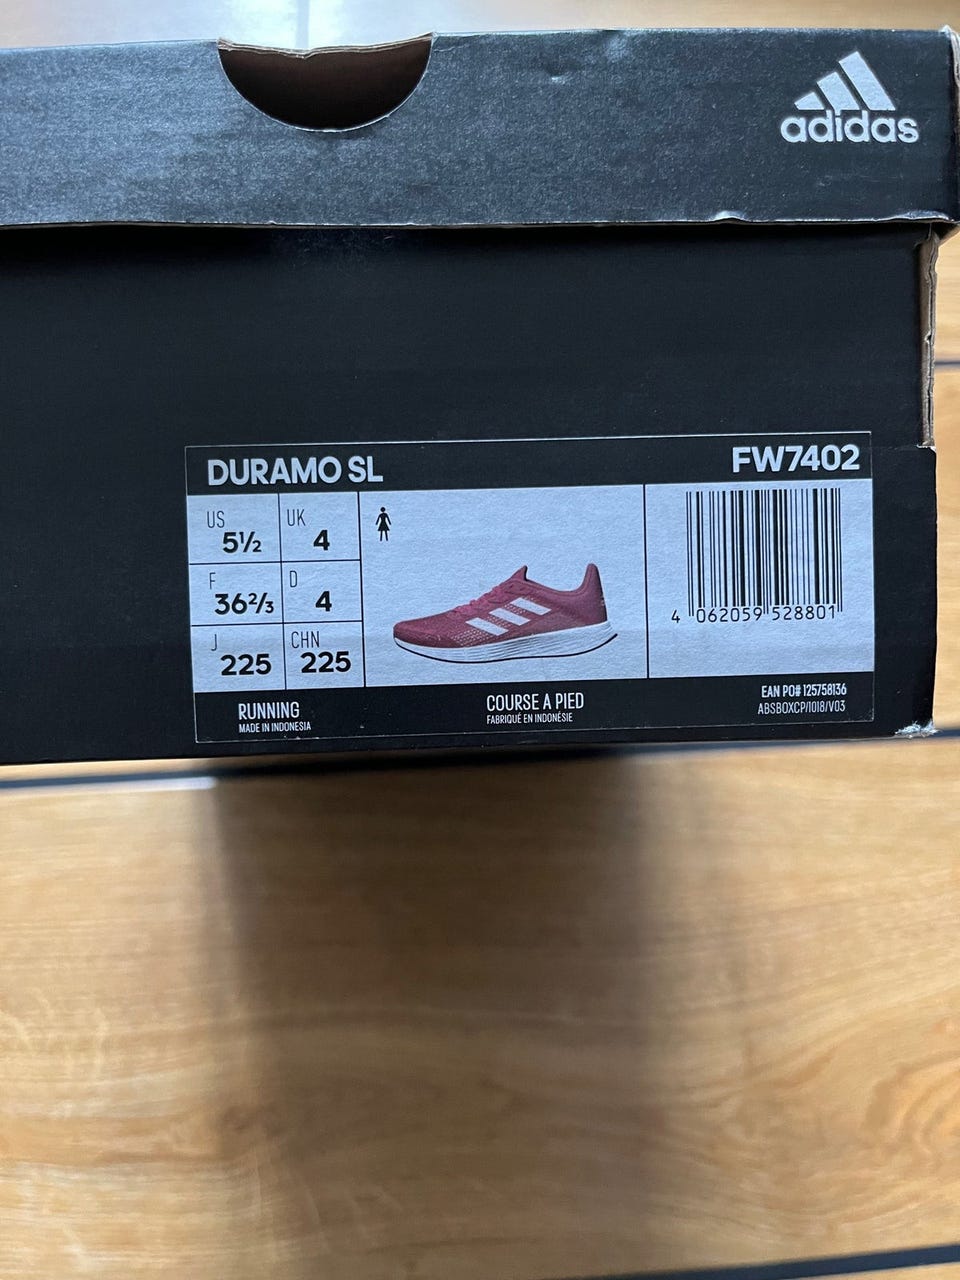 adidas
DURAMO SL
FW7402
US
5½
UK
4
F
36⅔
D
4
J
225
CHN
225
4 062059 528801
RUNNING
MADE IN INDONESIA
COURSE A PIED
FABRIQUÉ EN INDONÉSIE
EAN PO# 125758136
ABSBOXCP/1018/V03